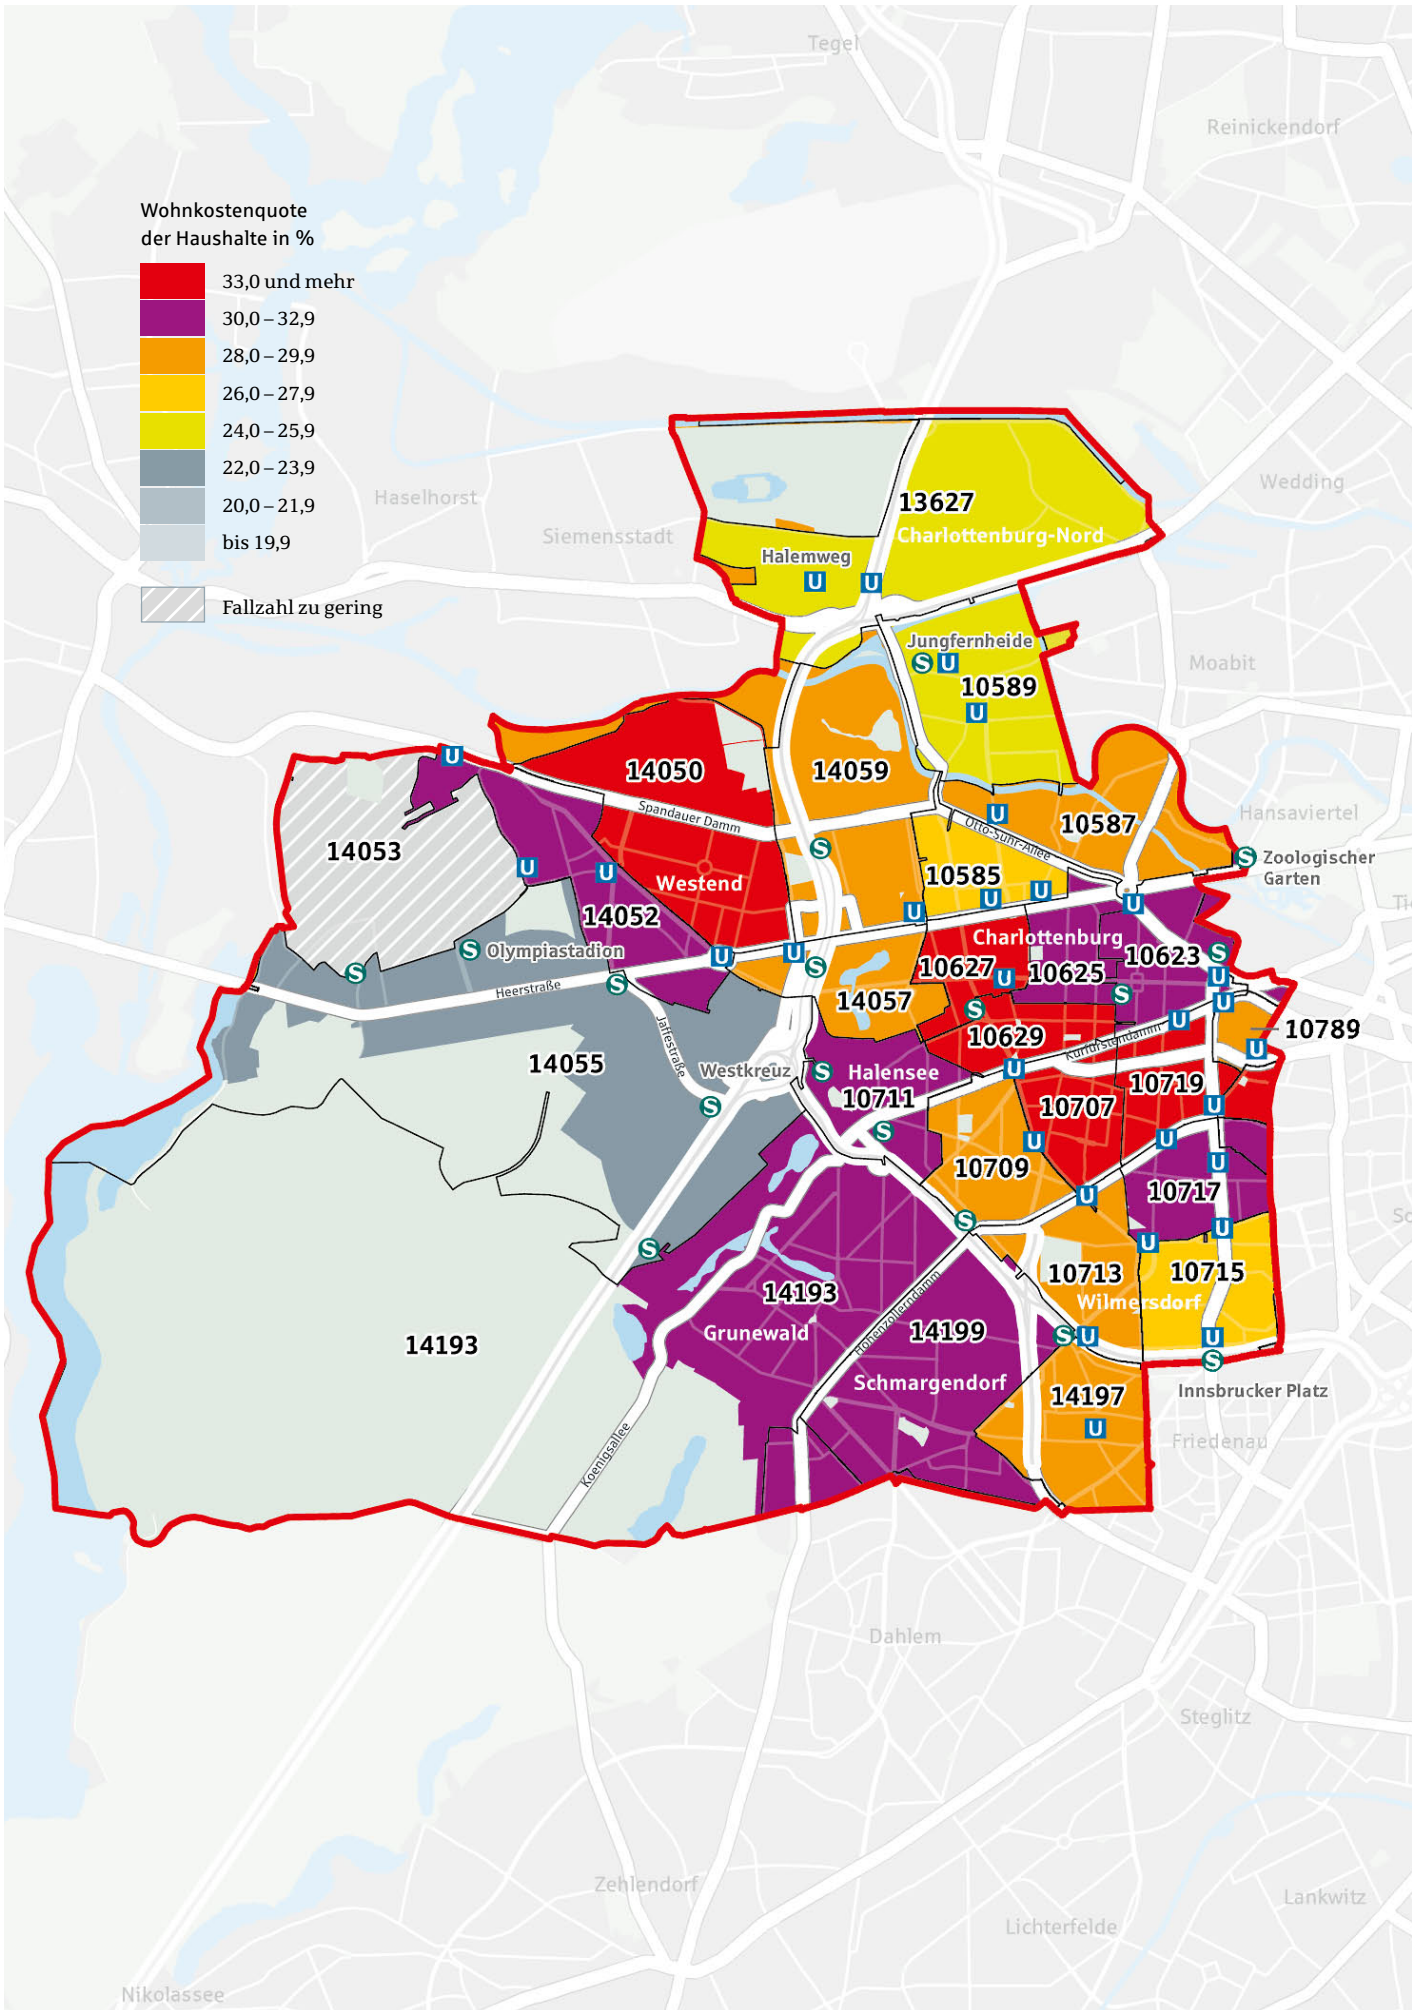 Tegel
Reinickendorf
Wohnkostenquote
der Haushalte in %
33,0 und mehr
30,0 – 32,9
28,0 – 29,9
26,0 – 27,9
24,0 – 25,9
22,0 – 23,9
20,0 – 21,9
bis 19,9
Fallzahl zu gering
Haselhorst
Siemensstadt
Wedding
13627
Charlottenburg-Nord
Halemweg
U
U
Jungfernheide
S U
10589
U
Moabit
U
14050
14059
Spandauer Damm
U
Otto-Suhr-Allee
10587
Hansaviertel
14053
S
S Zoologischer
Garten
U
U
Westend
10585
U
U
U
U
14052
Charlottenburg
S Olympiastadion
U
U
S
10627
U
10625
10623
S
U
S
S
Heerstraße
14057
S
S
U
10629
U
10789
Kurfürstendamm
U
14055
Jaffestraße
Westkreuz
S
Halensee
10711
U
10719
10707
S
S
U
U
U
10709
U
10717
U
S
U
U
S
14193
10713
U
10715
Wilmersdorf
Grunewald
Hohenzollerndamm
14199
S U
U
S
14193
Schmargendorf
14197
U
Innsbrucker Platz
Friedenau
Koenigsallee
Dahlem
Steglitz
Zehlendorf
Lichterfelde
Lankwitz
Nikolassee